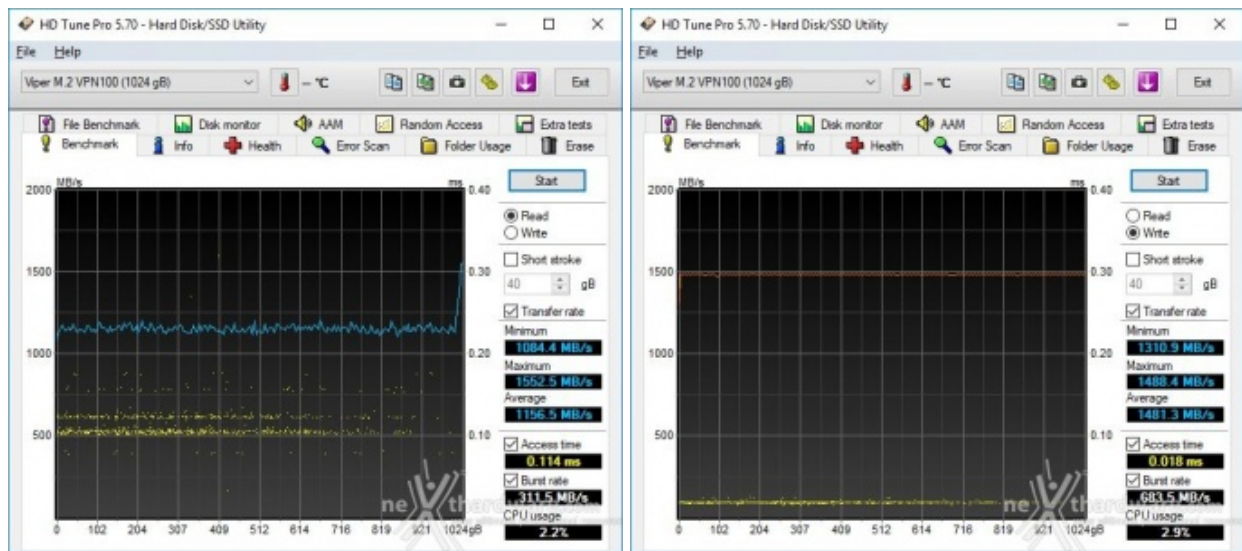 HD Tune Pro 5.70 - Hard Disk/SSD Utility
File Help
Viper M.2 VPN100 (1024 gB)
– °C
Exit
File Benchmark Disk monitor AAM Random Access Extra tests
Benchmark Info Health Error Scan Folder Usage Erase
MB/s
ms
2000
1500
1000
500
0.40
0.30
0.20
0.10
0 102 204 307 409 512 614 716 819 921 1024gB
Start
Read
Write
Short stroke
40 gB
Transfer rate
Minimum
1084.4 MB/s
Maximum
1552.5 MB/s
Average
1156.5 MB/s
Access time
0.114 ms
Burst rate
311.5 MB/s
CPU usage
2.2%
HD Tune Pro 5.70 - Hard Disk/SSD Utility
File Help
Viper M.2 VPN100 (1024 gB)
– °C
Exit
File Benchmark Disk monitor AAM Random Access Extra tests
Benchmark Info Health Error Scan Folder Usage Erase
MB/s
ms
2000
1500
1000
500
0.40
0.30
0.20
0.10
0 102 204 307 409 512 614 716 819 921 1024gB
Start
Read
Write
Short stroke
40 gB
Transfer rate
Minimum
1310.9 MB/s
Maximum
1488.4 MB/s
Average
1481.3 MB/s
Access time
0.018 ms
Burst rate
683.5 MB/s
CPU usage
2.9%